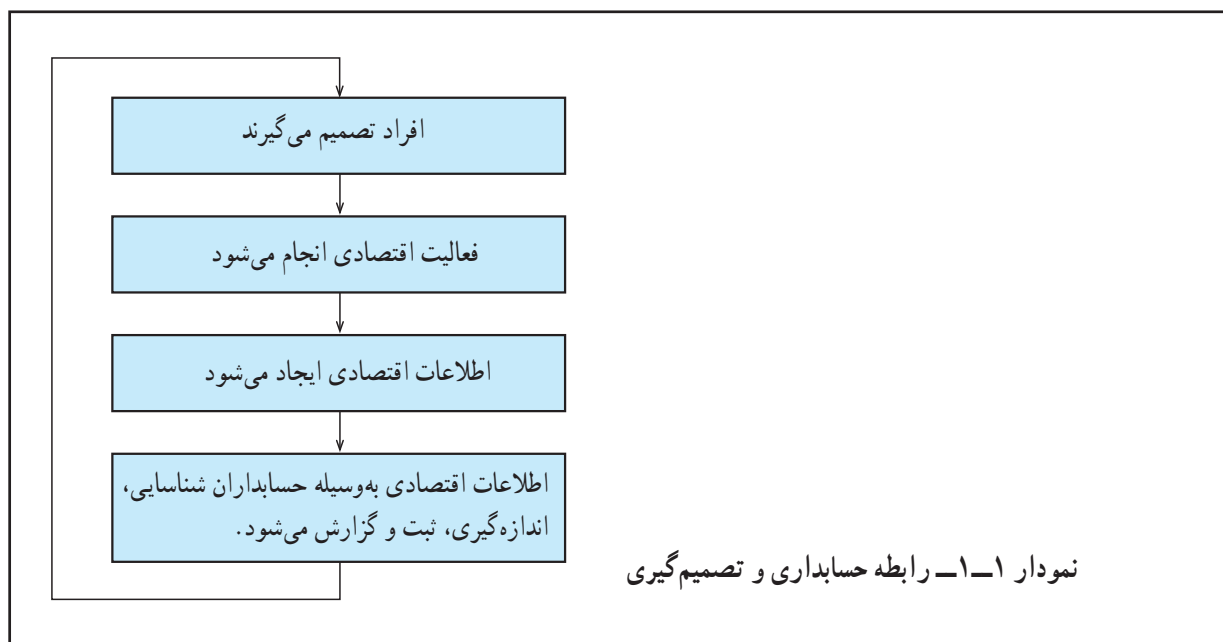 افراد تصمیم می‌گیرند
فعالیت اقتصادی انجام می‌شود
اطلاعات اقتصادی ایجاد می‌شود
اطلاعات اقتصادی به‌وسیله حسابداران شناسایی،
اندازه‌گیری، ثبت و گزارش می‌شود.
نمودار ۱ــ۱ــ رابطه حسابداری و تصمیم‌گیری